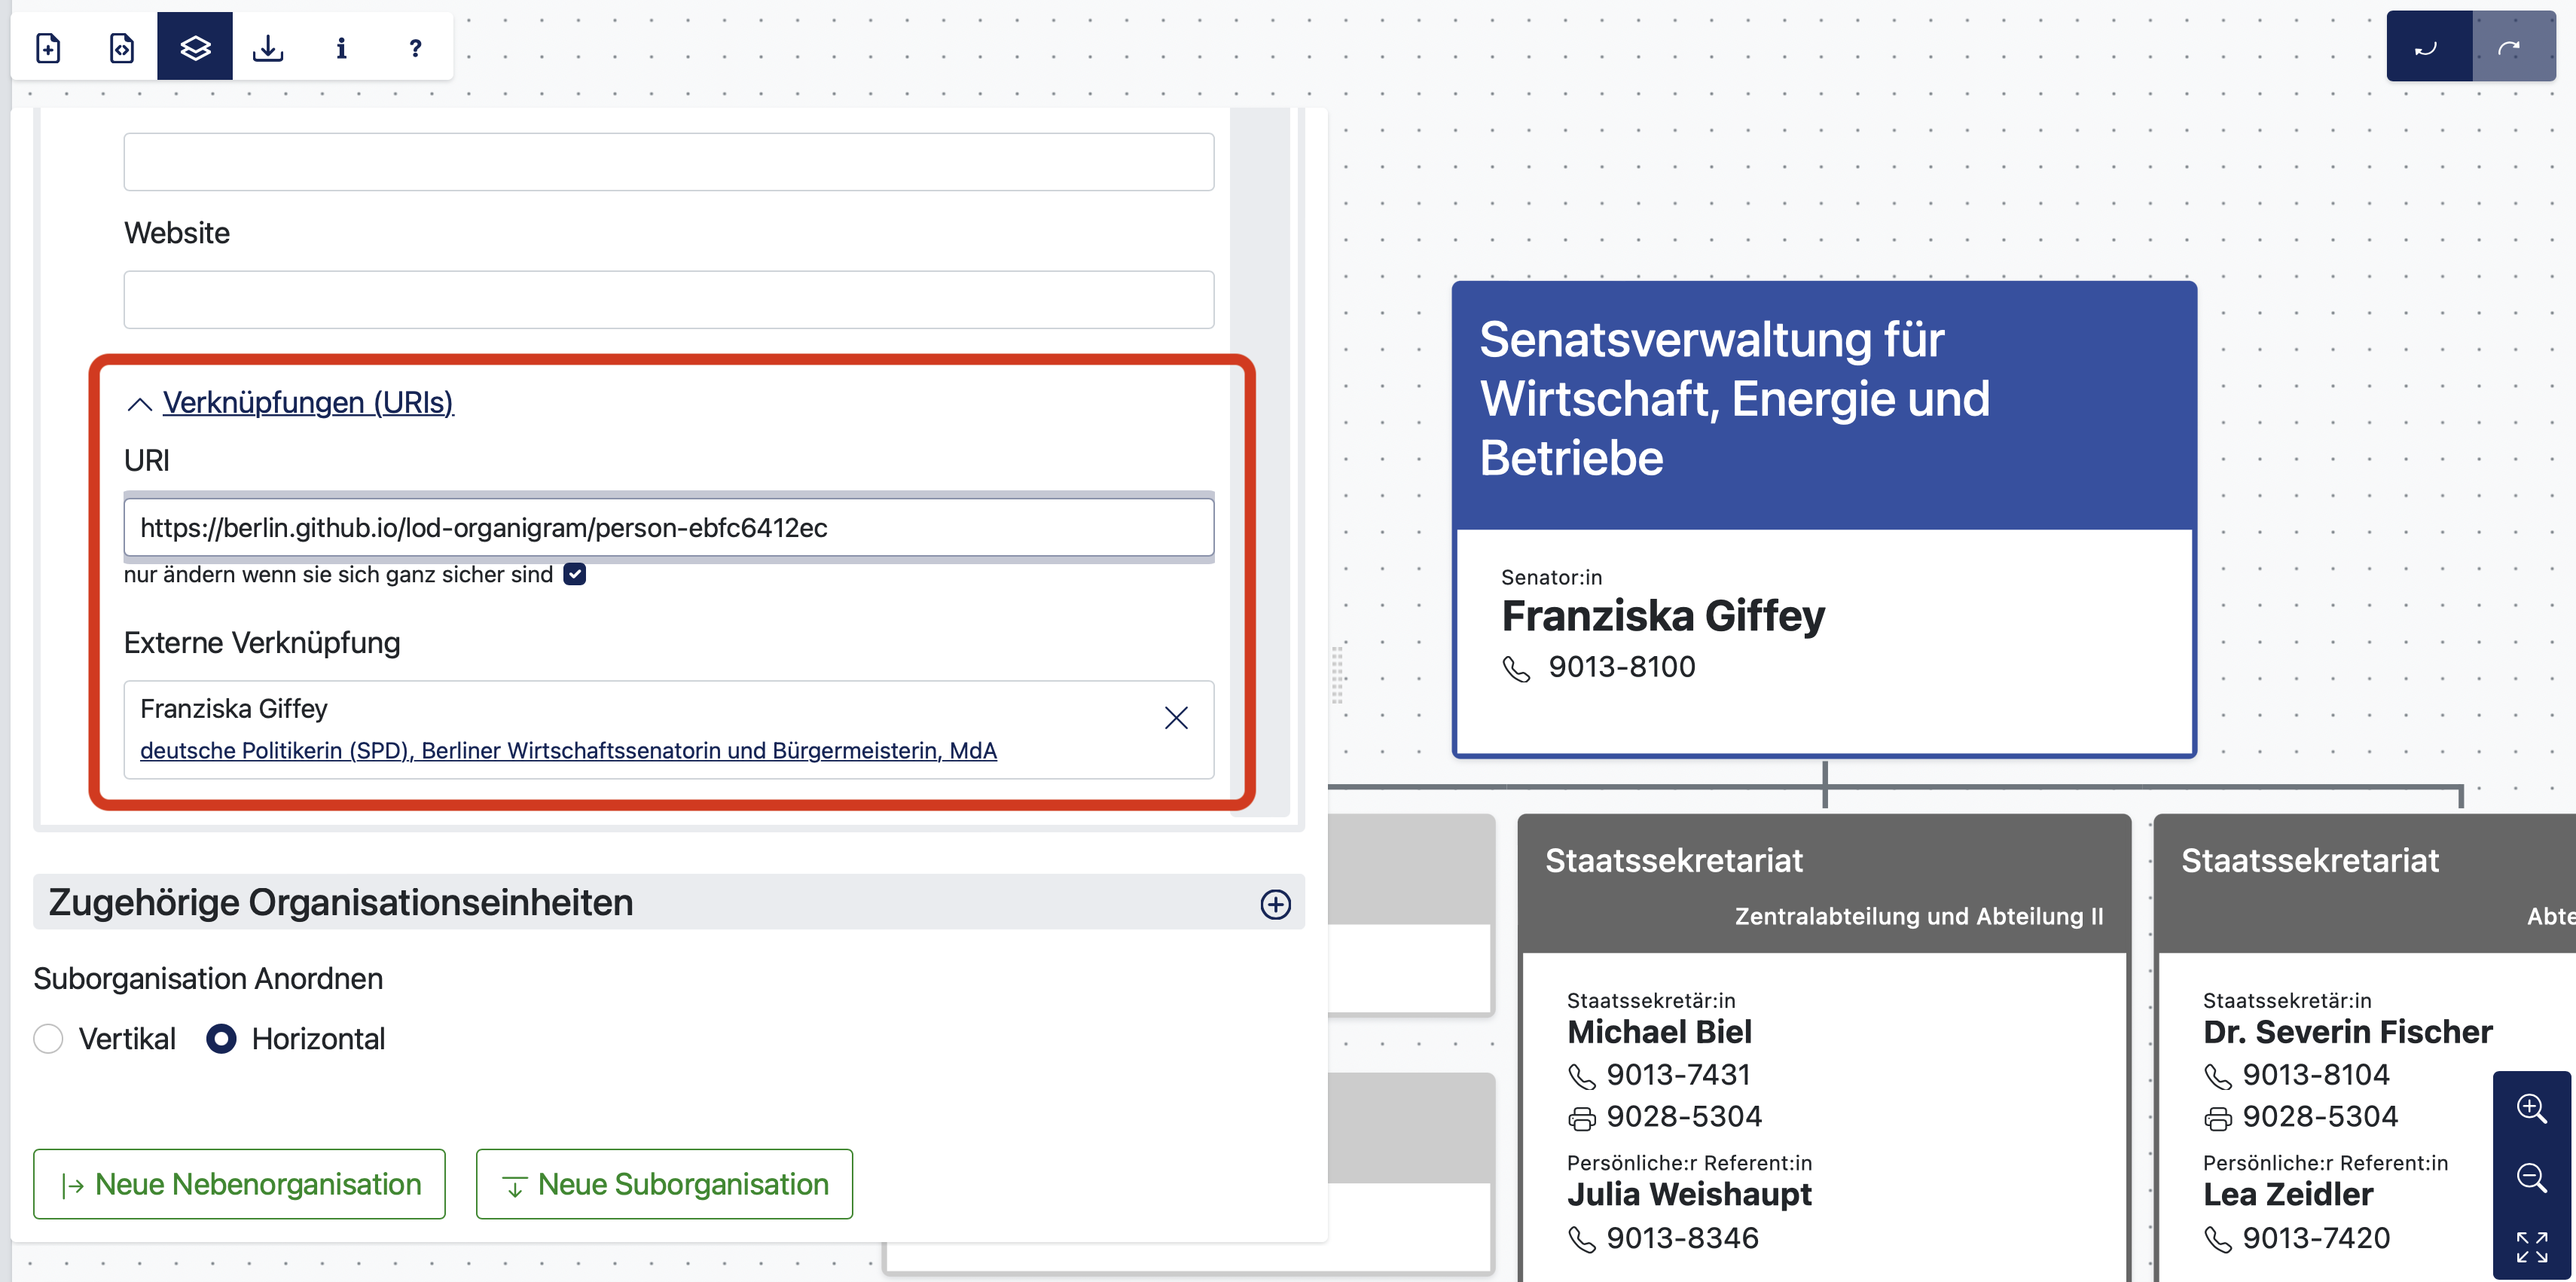 i
?
Website
Verknüpfungen (URIs)
URI
https://berlin.github.io/lod-organigram/person-ebfc6412ec
nur ändern wenn sie sich ganz sicher sind
Externe Verknüpfung
Franziska Giffey
deutsche Politikerin (SPD), Berliner Wirtschaftssenatorin und Bürgermeisterin, MdA
Zugehörige Organisationseinheiten
Suborganisation Anordnen
Vertikal
Horizontal
Neue Nebenorganisation
Neue Suborganisation
Senatsverwaltung für
Wirtschaft, Energie und
Betriebe
Senator:in
Franziska Giffey
9013-8100
Staatssekretariat
Zentralabteilung und Abteilung II
Staatssekretär:in
Michael Biel
9013-7431
9028-5304
Persönliche:r Referent:in
Julia Weishaupt
9013-8346
Staatssekretariat
Abte
Staatssekretär:in
Dr. Severin Fischer
9013-8104
9028-5304
Persönliche:r Referent:in
Lea Zeidler
9013-7420